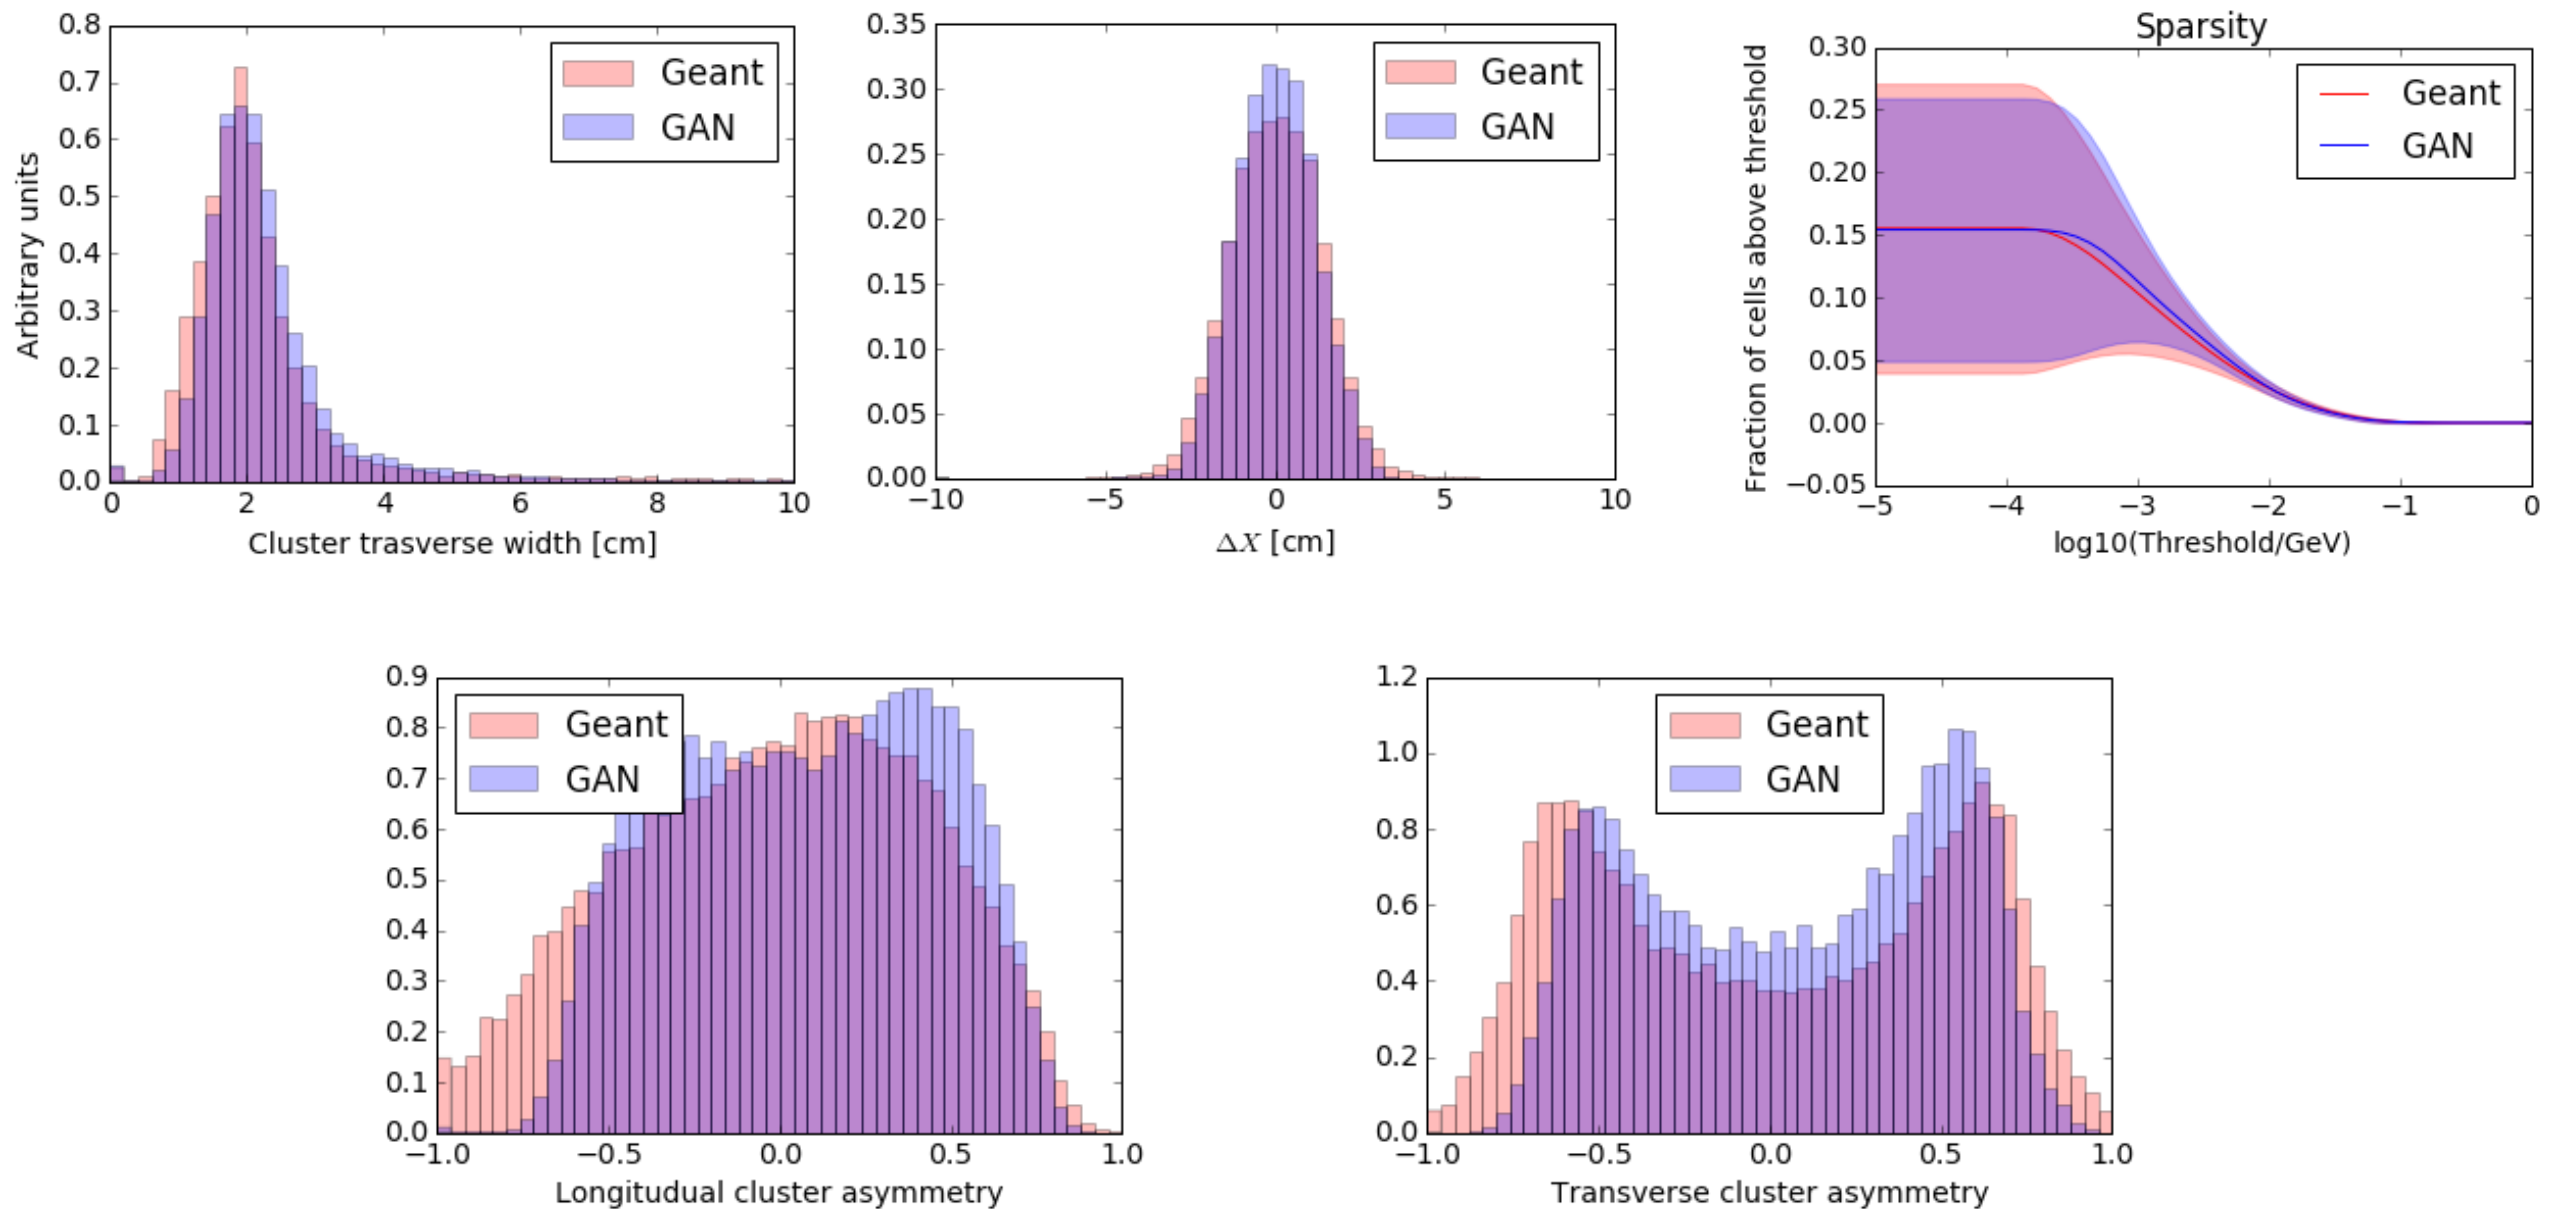 Arbitrary units
0.8
0.7
0.6
0.5
0.4
0.3
0.2
0.1
0.0
0 2 4 6 8 10
Cluster trasverse width [cm]
Geant
GAN
0.35
0.30
0.25
0.20
0.15
0.10
0.05
0.00
−10 −5 0 5 10
ΔX [cm]
Geant
GAN
Sparsity
Fraction of cells above threshold
0.30
0.25
0.20
0.15
0.10
0.05
0.00
−0.05
−5 −4 −3 −2 −1 0
log10(Threshold/GeV)
Geant
GAN
0.9
0.8
0.7
0.6
0.5
0.4
0.3
0.2
0.1
0.0
−1.0 −0.5 0.0 0.5 1.0
Longitudual cluster asymmetry
Geant
GAN
1.2
1.0
0.8
0.6
0.4
0.2
0.0
−1.0 −0.5 0.0 0.5 1.0
Transverse cluster asymmetry
Geant
GAN